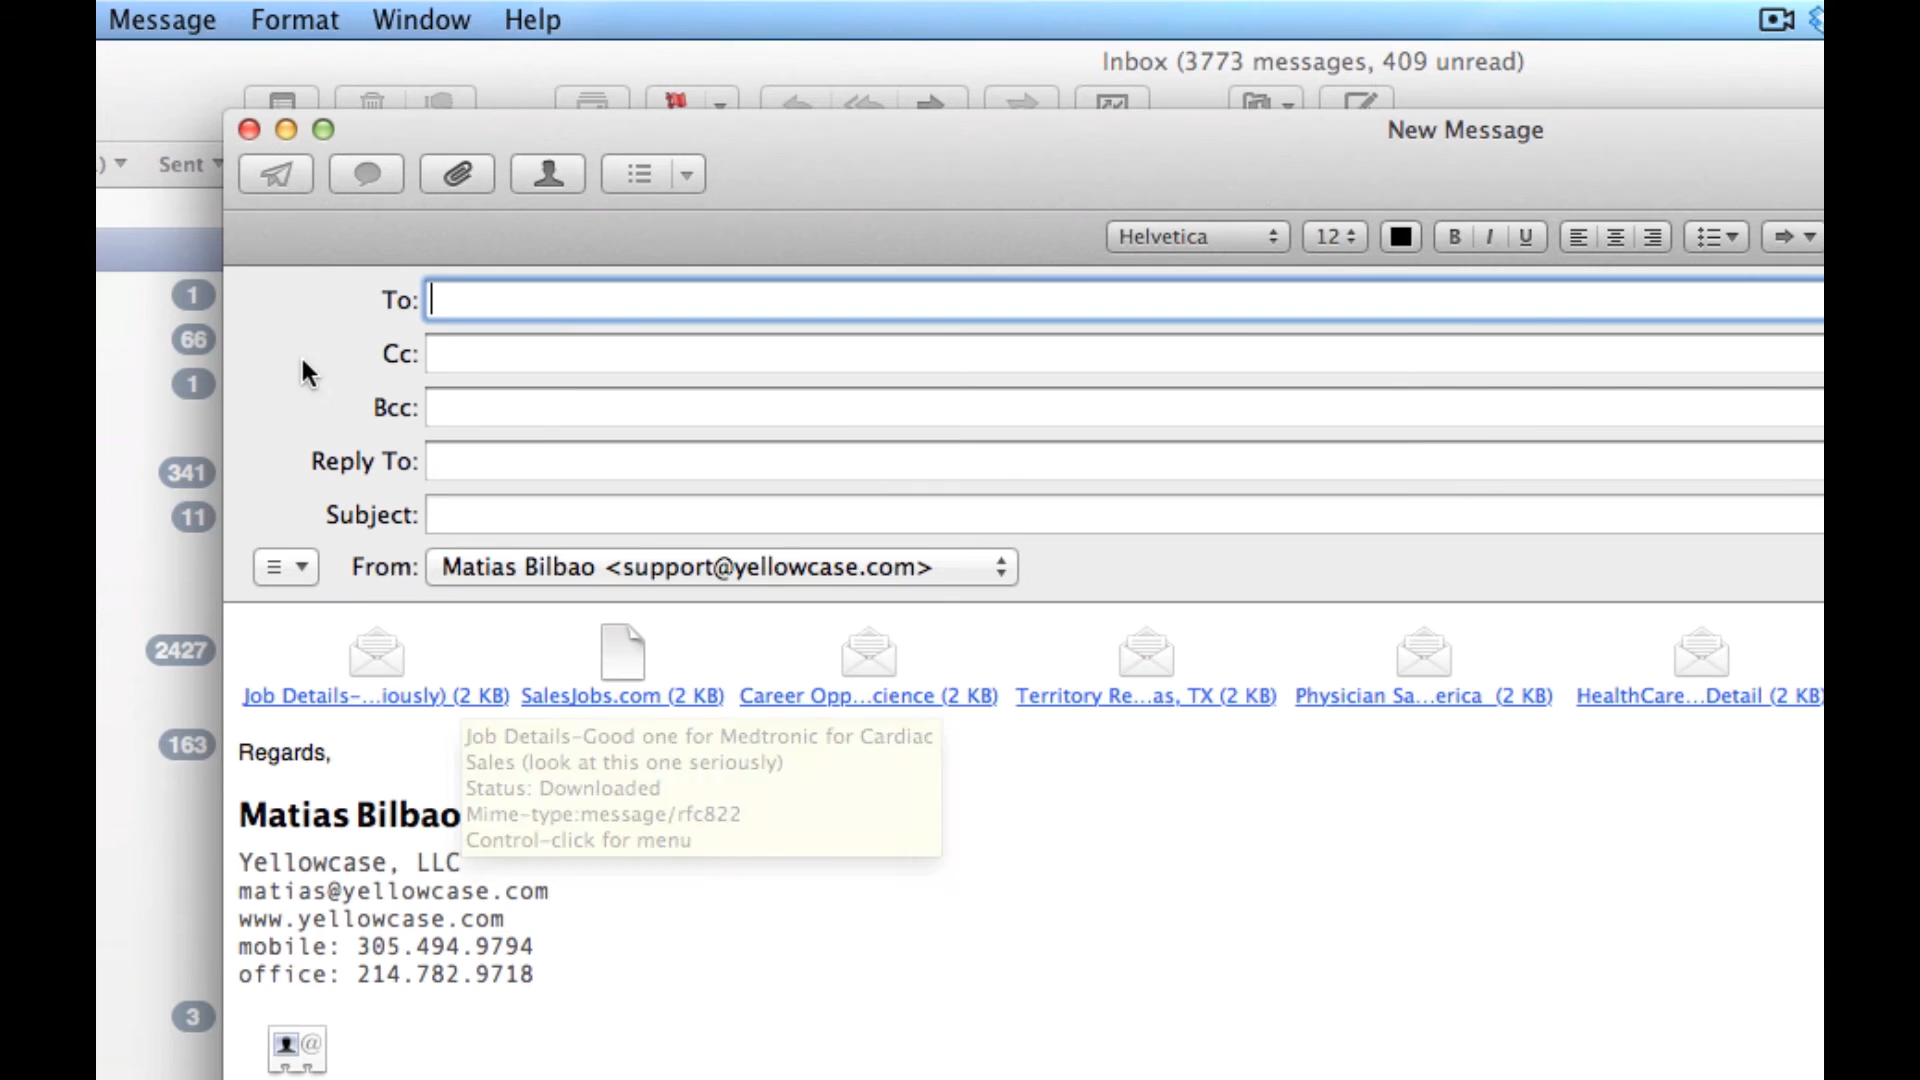 Message Format Window Help
Inbox (3773 messages, 409 unread)
New Message
) Sent
Helvetica 12 B I U
To:
1
66
Cc:
1
Bcc:
341
Reply To:
11
Subject:
From: Matias Bilbao <support@yellowcase.com>
2427
Job Details-...iously) (2 KB) SalesJobs.com (2 KB) Career Opp...cience (2 KB) Territory Re...as, TX (2 KB) Physician Sa...erica (2 KB) HealthCare...Detail (2 KB)
163
Regards,
Job Details-Good one for Medtronic for Cardiac
Sales (look at this one seriously)
Status: Downloaded
Mime-type:message/rfc822
Control-click for menu
Matias Bilbao
Yellowcase, LLC
matias@yellowcase.com
www.yellowcase.com
mobile: 305.494.9794
office: 214.782.9718
3
@